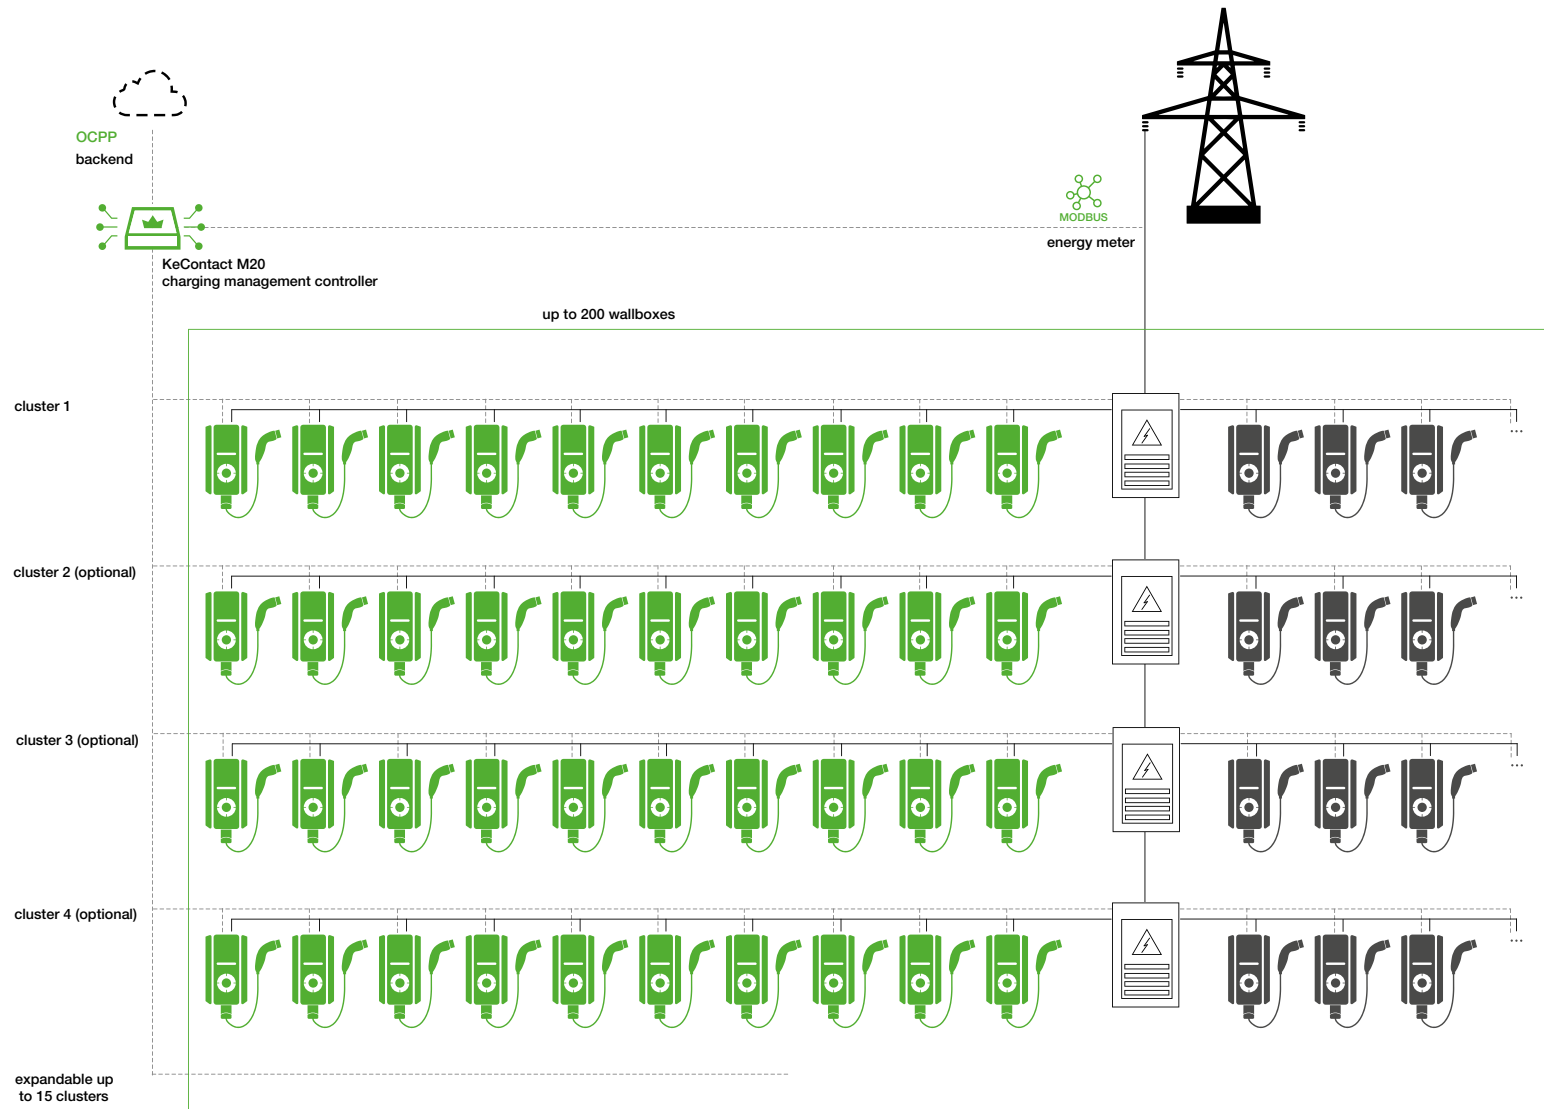 OCPP
backend
MODBUS
energy meter
KeContact M20
charging management controller
up to 200 wallboxes
cluster 1
...
cluster 2 (optional)
...
cluster 3 (optional)
...
cluster 4 (optional)
...
expandable up
to 15 clusters